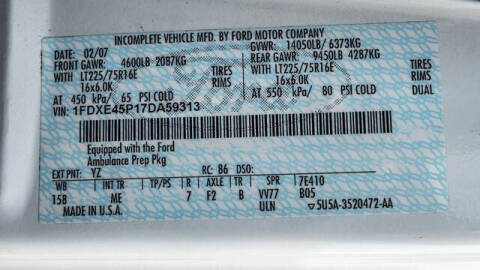 INCOMPLETE VEHICLE MFD. BY FORD MOTOR COMPANY
DATE: 02/07 GVWR: 14050LB/ 6373KG
FRONT GAWR: 4600LB 2087KG REAR GAWR: 9450LB 4287KG
WITH LT225/75R16E TIRES WITH LT225/75R16E TIRES
16x6.0K RIMS 16x6.0K RIMS
AT 450 kPa/ 65 PSI COLD AT 550 kPa/ 80 PSI COLD DUAL
VIN: 1FDXE45P17DA59313
Equipped with the Ford
Ambulance Prep Pkg
EXT PNT: YZ RC: B6 DSO:
WB INT TR TP/PS R AXLE TR SPR 7E410
158 ME 7 F2 B VV77 B05
MADE IN U.S.A. ULN 5U5A-3520472-AA